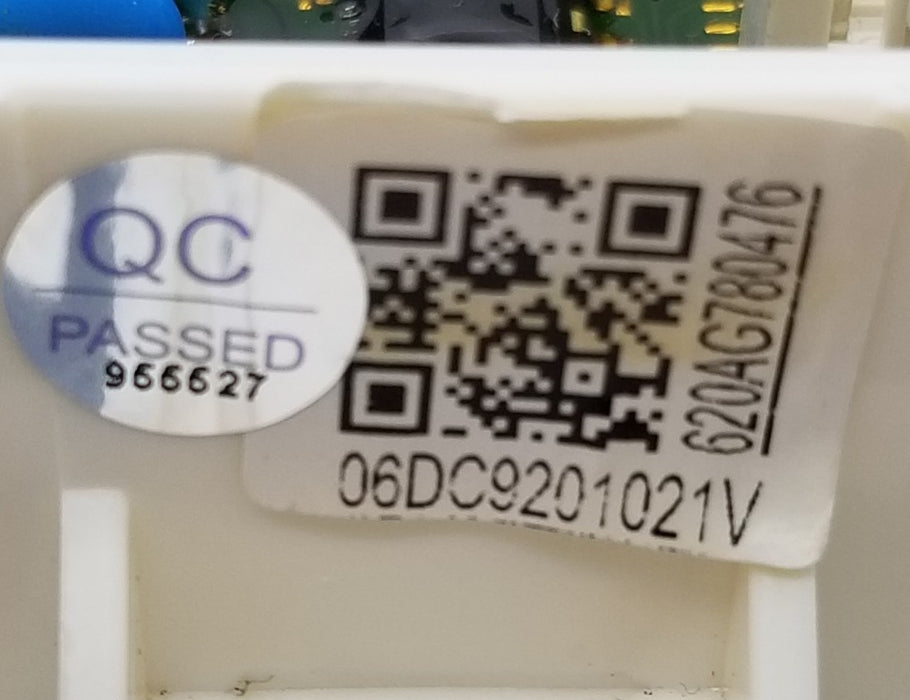 QC
PASSED
966627
620AG780476
06DC9201021V